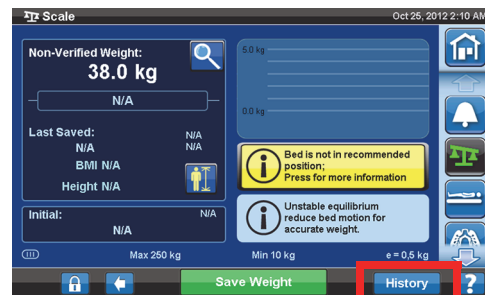 Scale
Oct 25, 2012 2:10 AM
Non-Verified Weight:
38.0 kg
N/A
Last Saved:
N/A
N/A
N/A
BMI N/A
Height N/A
Initial:
N/A
N/A
5.0 kg
0.0 kg
Bed is not in recommended
position;
Press for more information
Unstable equilibrium
reduce bed motion for
accurate weight.
III
Max 250 kg
Min 10 kg
e = 0,5 kg
Save Weight
History
?